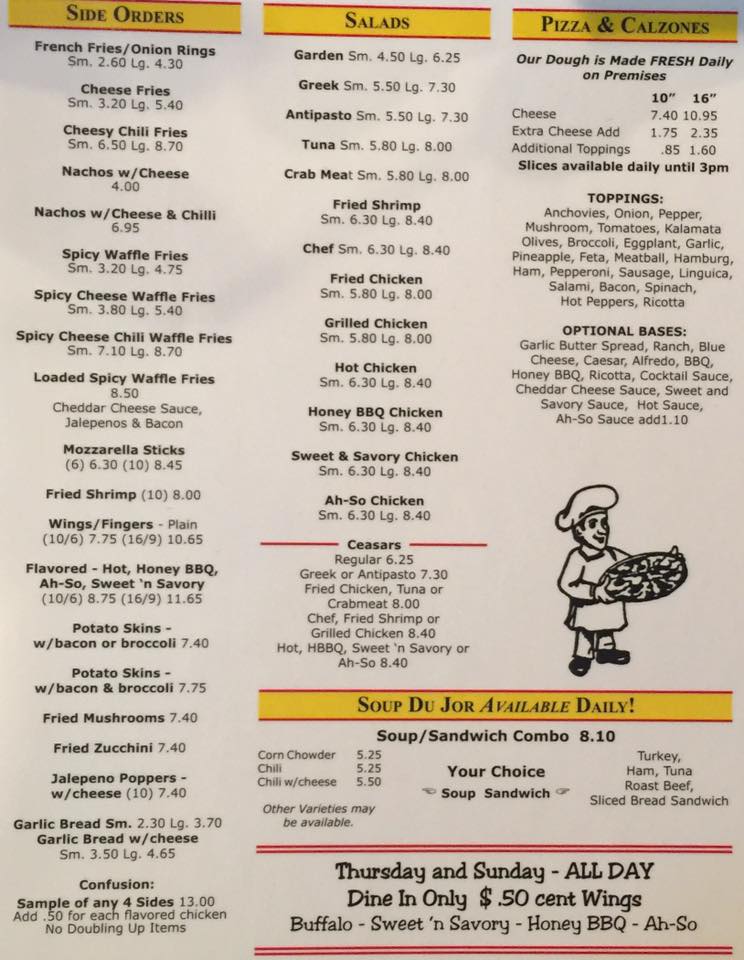 SIDE ORDERS
French Fries/Onion Rings
Sm. 2.60 Lg. 4.30
Cheese Fries
Sm. 3.20 Lg. 5.40
Cheesy Chili Fries
Sm. 6.50 Lg. 8.70
Nachos w/Cheese
4.00
Nachos w/Cheese & Chilli
6.95
Spicy Waffle Fries
Sm. 3.20 Lg. 4.75
Spicy Cheese Waffle Fries
Sm. 3.80 Lg. 5.40
Spicy Cheese Chili Waffle Fries
Sm. 7.10 Lg. 8.70
Loaded Spicy Waffle Fries
8.50
Cheddar Cheese Sauce,
Jalepenos & Bacon
Mozzarella Sticks
(6) 6.30 (10) 8.45
Fried Shrimp (10) 8.00
Wings/Fingers - Plain
(10/6) 7.75 (16/9) 10.65
Flavored - Hot, Honey BBQ,
Ah-So, Sweet 'n Savory
(10/6) 8.75 (16/9) 11.65
Potato Skins -
w/bacon or broccoli 7.40
Potato Skins -
w/bacon & broccoli 7.75
Fried Mushrooms 7.40
Fried Zucchini 7.40
Jalepeno Poppers -
w/cheese (10) 7.40
Garlic Bread Sm. 2.30 Lg. 3.70
Garlic Bread w/cheese
Sm. 3.50 Lg. 4.65
Confusion:
Sample of any 4 Sides 13.00
Add .50 for each flavored chicken
No Doubling Up Items
SALADS
Garden Sm. 4.50 Lg. 6.25
Greek Sm. 5.50 Lg. 7.30
Antipasto Sm. 5.50 Lg. 7.30
Tuna Sm. 5.80 Lg. 8.00
Crab Meat Sm. 5.80 Lg. 8.00
Fried Shrimp
Sm. 6.30 Lg. 8.40
Chef Sm. 6.30 Lg. 8.40
Fried Chicken
Sm. 5.80 Lg. 8.00
Grilled Chicken
Sm. 5.80 Lg. 8.00
Hot Chicken
Sm. 6.30 Lg. 8.40
Honey BBQ Chicken
Sm. 6.30 Lg. 8.40
Sweet & Savory Chicken
Sm. 6.30 Lg. 8.40
Ah-So Chicken
Sm. 6.30 Lg. 8.40
Ceasars
Regular 6.25
Greek or Antipasto 7.30
Fried Chicken, Tuna or
Crabmeat 8.00
Chef, Fried Shrimp or
Grilled Chicken 8.40
Hot, HBBQ, Sweet 'n Savory or
Ah-So 8.40
PIZZA & CALZONES
Our Dough is Made FRESH Daily
on Premises
10" 16"
Cheese 7.40 10.95
Extra Cheese Add 1.75 2.35
Additional Toppings .85 1.60
Slices available daily until 3pm
TOPPINGS:
Anchovies, Onion, Pepper,
Mushroom, Tomatoes, Kalamata
Olives, Broccoli, Eggplant, Garlic,
Pineapple, Feta, Meatball, Hamburg,
Ham, Pepperoni, Sausage, Linguica,
Salami, Bacon, Spinach,
Hot Peppers, Ricotta
OPTIONAL BASES:
Garlic Butter Spread, Ranch, Blue
Cheese, Caesar, Alfredo, BBQ,
Honey BBQ, Ricotta, Cocktail Sauce,
Cheddar Cheese Sauce, Sweet and
Savory Sauce, Hot Sauce,
Ah-So Sauce add1.10
SOUP DU JOR AVAILABLE DAILY!
Soup/Sandwich Combo 8.10
Corn Chowder 5.25
Chili 5.25
Chili w/cheese 5.50
Other Varieties may
be available.
Your Choice
☜ Soup Sandwich ☞
Turkey,
Ham, Tuna
Roast Beef,
Sliced Bread Sandwich
Thursday and Sunday - ALL DAY
Dine In Only $ .50 cent Wings
Buffalo - Sweet 'n Savory - Honey BBQ - Ah-So